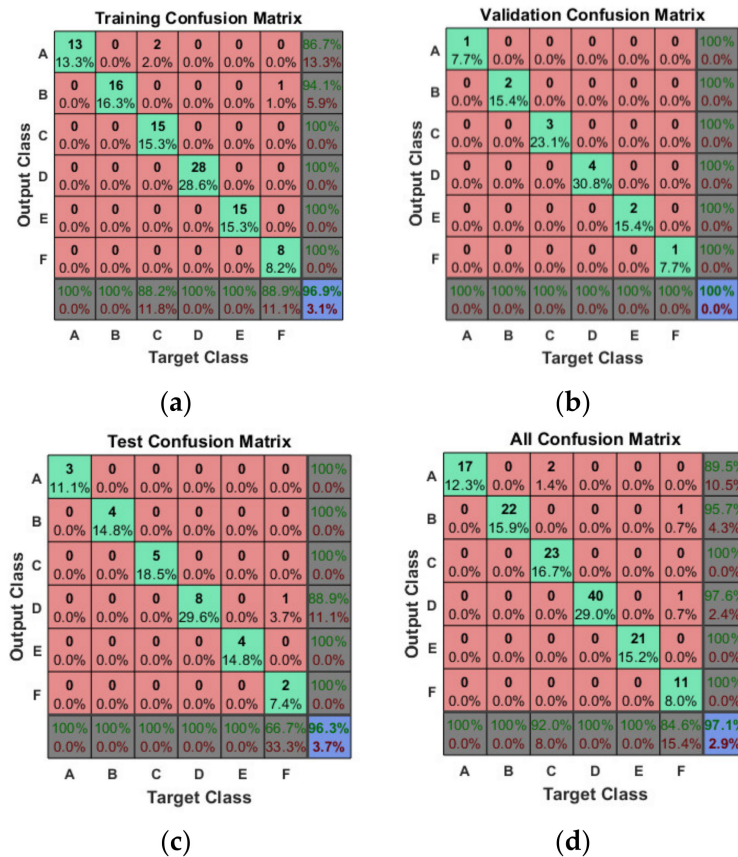 Training Confusion Matrix
A 13 0 2 0 0 0 86.7%
13.3% 0.0% 2.0% 0.0% 0.0% 0.0% 13.3%
B 0 16 0 0 0 1 94.1%
0.0% 16.3% 0.0% 0.0% 0.0% 1.0% 5.9%
C 0 0 15 0 0 0 100%
0.0% 0.0% 15.3% 0.0% 0.0% 0.0% 0.0%
D 0 0 0 28 0 0 100%
0.0% 0.0% 0.0% 28.6% 0.0% 0.0% 0.0%
E 0 0 0 0 15 0 100%
0.0% 0.0% 0.0% 0.0% 15.3% 0.0% 0.0%
F 0 0 0 0 0 8 100%
0.0% 0.0% 0.0% 0.0% 0.0% 8.2% 0.0%
100% 100% 88.2% 100% 100% 88.9% 96.9%
0.0% 0.0% 11.8% 0.0% 0.0% 11.1% 3.1%
A B C D E F
Output Class
Target Class
(a)
Validation Confusion Matrix
A 1 0 0 0 0 0 100%
7.7% 0.0% 0.0% 0.0% 0.0% 0.0% 0.0%
B 0 2 0 0 0 0 100%
0.0% 15.4% 0.0% 0.0% 0.0% 0.0% 0.0%
C 0 0 3 0 0 0 100%
0.0% 0.0% 23.1% 0.0% 0.0% 0.0% 0.0%
D 0 0 0 4 0 0 100%
0.0% 0.0% 0.0% 30.8% 0.0% 0.0% 0.0%
E 0 0 0 0 2 0 100%
0.0% 0.0% 0.0% 0.0% 15.4% 0.0% 0.0%
F 0 0 0 0 0 1 100%
0.0% 0.0% 0.0% 0.0% 0.0% 7.7% 0.0%
100% 100% 100% 100% 100% 100% 100%
0.0% 0.0% 0.0% 0.0% 0.0% 0.0% 0.0%
A B C D E F
Output Class
Target Class
(b)
Test Confusion Matrix
A 3 0 0 0 0 0 100%
11.1% 0.0% 0.0% 0.0% 0.0% 0.0% 0.0%
B 0 4 0 0 0 0 100%
0.0% 14.8% 0.0% 0.0% 0.0% 0.0% 0.0%
C 0 0 5 0 0 0 100%
0.0% 0.0% 18.5% 0.0% 0.0% 0.0% 0.0%
D 0 0 0 8 0 1 88.9%
0.0% 0.0% 0.0% 29.6% 0.0% 3.7% 11.1%
E 0 0 0 0 4 0 100%
0.0% 0.0% 0.0% 0.0% 14.8% 0.0% 0.0%
F 0 0 0 0 0 2 100%
0.0% 0.0% 0.0% 0.0% 0.0% 7.4% 0.0%
100% 100% 100% 100% 100% 66.7% 96.3%
0.0% 0.0% 0.0% 0.0% 0.0% 33.3% 3.7%
A B C D E F
Output Class
Target Class
(c)
All Confusion Matrix
A 17 0 2 0 0 0 89.5%
12.3% 0.0% 1.4% 0.0% 0.0% 0.0% 10.5%
B 0 22 0 0 0 1 95.7%
0.0% 15.9% 0.0% 0.0% 0.0% 0.7% 4.3%
C 0 0 23 0 0 0 100%
0.0% 0.0% 16.7% 0.0% 0.0% 0.0% 0.0%
D 0 0 0 40 0 1 97.6%
0.0% 0.0% 0.0% 29.0% 0.0% 0.7% 2.4%
E 0 0 0 0 21 0 100%
0.0% 0.0% 0.0% 0.0% 15.2% 0.0% 0.0%
F 0 0 0 0 0 11 100%
0.0% 0.0% 0.0% 0.0% 0.0% 8.0% 0.0%
100% 100% 92.0% 100% 100% 84.6% 97.1%
0.0% 0.0% 8.0% 0.0% 0.0% 15.4% 2.9%
A B C D E F
Output Class
Target Class
(d)